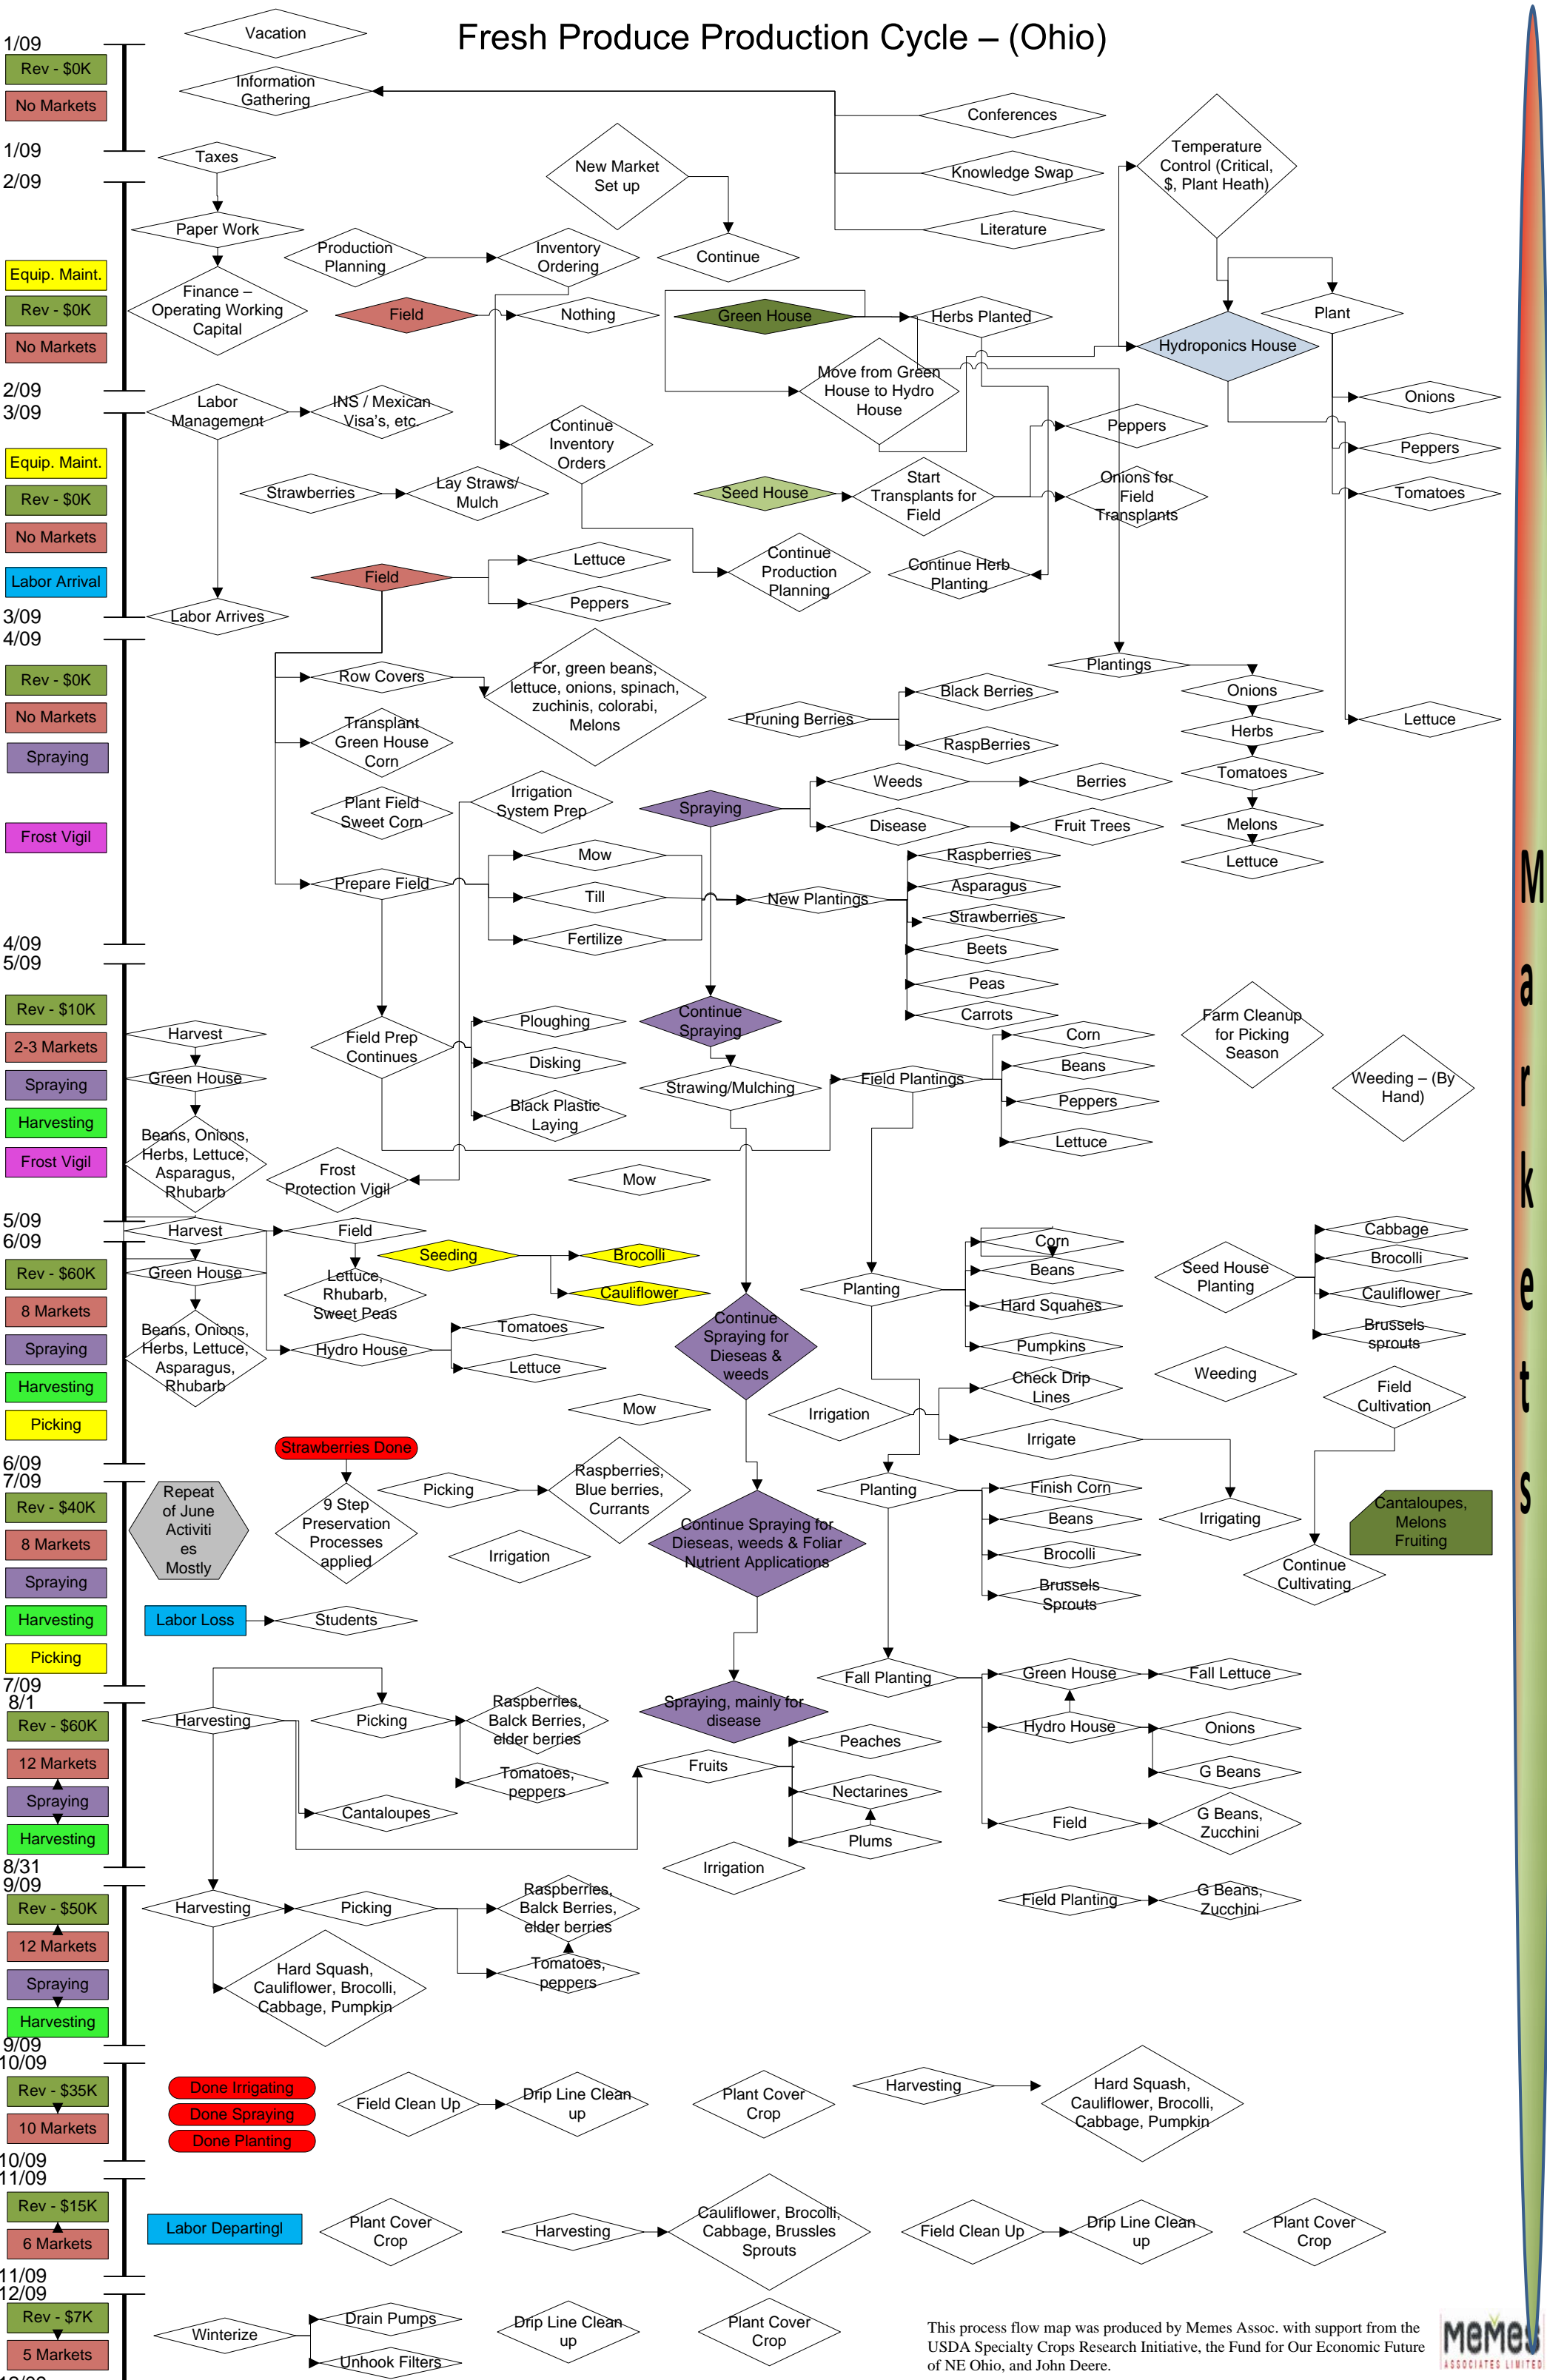 Fresh Produce Production Cycle – (Ohio)
1/09
Rev - $0K
No Markets
1/09
Vacation
Information
Gathering
Conferences
Knowledge Swap
Literature
Taxes
2/09
Paper Work
Finance –
Operating Working
Capital
New Market
Set up
Continue
Production
Planning
Inventory
Ordering
Temperature
Control (Critical,
$, Plant Heath)
Equip. Maint.
Rev - $0K
No Markets
2/09
Field
Nothing
Green House
Herbs Planted
Plant
Hydroponics House
Move from Green
House to Hydro
House
Onions
Peppers
Tomatoes
3/09
Labor
Management
INS / Mexican
Visa's, etc.
Continue
Inventory
Orders
Peppers
Equip. Maint.
Rev - $0K
No Markets
Labor Arrival
3/09
Strawberries
Lay Straws/
Mulch
Seed House
Start
Transplants for
Field
Onions for
Field
Transplants
Field
Lettuce
Peppers
Continue
Production
Planning
Continue Herb
Planting
Labor Arrives
4/09
Rev - $0K
No Markets
Spraying
Frost Vigil
4/09
Row Covers
For, green beans,
lettuce, onions, spinach,
zuchinis, colorabi,
Melons
Transplant
Green House
Corn
Plant Field
Sweet Corn
Irrigation
System Prep
Pruning Berries
Black Berries
RaspBerries
Plantings
Onions
Herbs
Tomatoes
Melons
Lettuce
Lettuce
Spraying
Weeds
Berries
Disease
Fruit Trees
Prepare Field
Mow
Till
Fertilize
New Plantings
Raspberries
Asparagus
Strawberries
Beets
Peas
Carrots
5/09
Rev - $10K
2-3 Markets
Spraying
Harvesting
Frost Vigil
5/09
Harvest
Green House
Beans, Onions,
Herbs, Lettuce,
Asparagus,
Rhubarb
Field Prep
Continues
Ploughing
Disking
Black Plastic
Laying
Continue
Spraying
Strawing/Mulching
Field Plantings
Corn
Beans
Peppers
Lettuce
Farm Cleanup
for Picking
Season
Weeding – (By
Hand)
Frost
Protection Vigil
Mow
6/09
Rev - $60K
8 Markets
Spraying
Harvesting
Picking
6/09
Harvest
Green House
Beans, Onions,
Herbs, Lettuce,
Asparagus,
Rhubarb
Field
Lettuce,
Rhubarb,
Sweet Peas
Seeding
Brocolli
Cauliflower
Hydro House
Tomatoes
Lettuce
Continue
Spraying for
Dieseas &
weeds
Mow
Planting
Corn
Beans
Hard Squahes
Pumpkins
Seed House
Planting
Cabbage
Brocolli
Cauliflower
Brussels
sprouts
Weeding
Field
Cultivation
Irrigation
Check Drip
Lines
Irrigate
7/09
Rev - $40K
8 Markets
Spraying
Harvesting
Picking
7/09
Strawberries Done
Repeat
of June
Activiti
es
Mostly
9 Step
Preservation
Processes
applied
Picking
Raspberries,
Blue berries,
Currants
Irrigation
Continue Spraying for
Dieseas, weeds & Foliar
Nutrient Applications
Planting
Finish Corn
Beans
Brocolli
Brussels
Sprouts
Irrigating
Continue
Cultivating
Cantaloupes,
Melons
Fruiting
Labor Loss
Students
8/1
Rev - $60K
12 Markets
Spraying
Harvesting
8/31
Harvesting
Picking
Raspberries,
Balck Berries,
elder berries
Tomatoes,
peppers
Cantaloupes
Spraying, mainly for
disease
Fruits
Peaches
Nectarines
Plums
Irrigation
Fall Planting
Green House
Fall Lettuce
Hydro House
Onions
G Beans
Field
G Beans,
Zucchini
9/09
Rev - $50K
12 Markets
Spraying
Harvesting
9/09
Harvesting
Picking
Raspberries,
Balck Berries,
elder berries
Tomatoes,
peppers
Hard Squash,
Cauliflower, Brocolli,
Cabbage, Pumpkin
Field Planting
G Beans,
Zucchini
10/09
Rev - $35K
10 Markets
10/09
Done Irrigating
Done Spraying
Done Planting
Field Clean Up
Drip Line Clean
up
Plant Cover
Crop
Harvesting
Hard Squash,
Cauliflower, Brocolli,
Cabbage, Pumpkin
11/09
Rev - $15K
6 Markets
11/09
Labor Departingl
Plant Cover
Crop
Harvesting
Cauliflower, Brocolli,
Cabbage, Brussles
Sprouts
Field Clean Up
Drip Line Clean
up
Plant Cover
Crop
12/09
Rev - $7K
5 Markets
Winterize
Drain Pumps
Unhook Filters
Drip Line Clean
up
Plant Cover
Crop
Markets
This process flow map was produced by Memes Assoc. with support from the
USDA Specialty Crops Research Initiative, the Fund for Our Economic Future
of NE Ohio, and John Deere.
MeMes
ASSOCIATES LIMITED